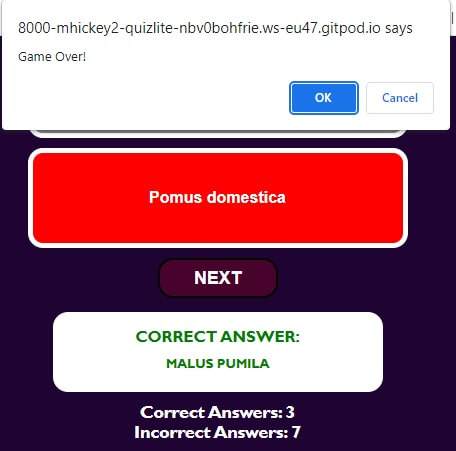 8000-mhickey2-quizlite-nbv0bohfrie.ws-eu47.gitpod.io says
Game Over!
OK
Cancel
Pomus domestica
NEXT
CORRECT ANSWER:
MALUS PUMILA
Correct Answers: 3
Incorrect Answers: 7